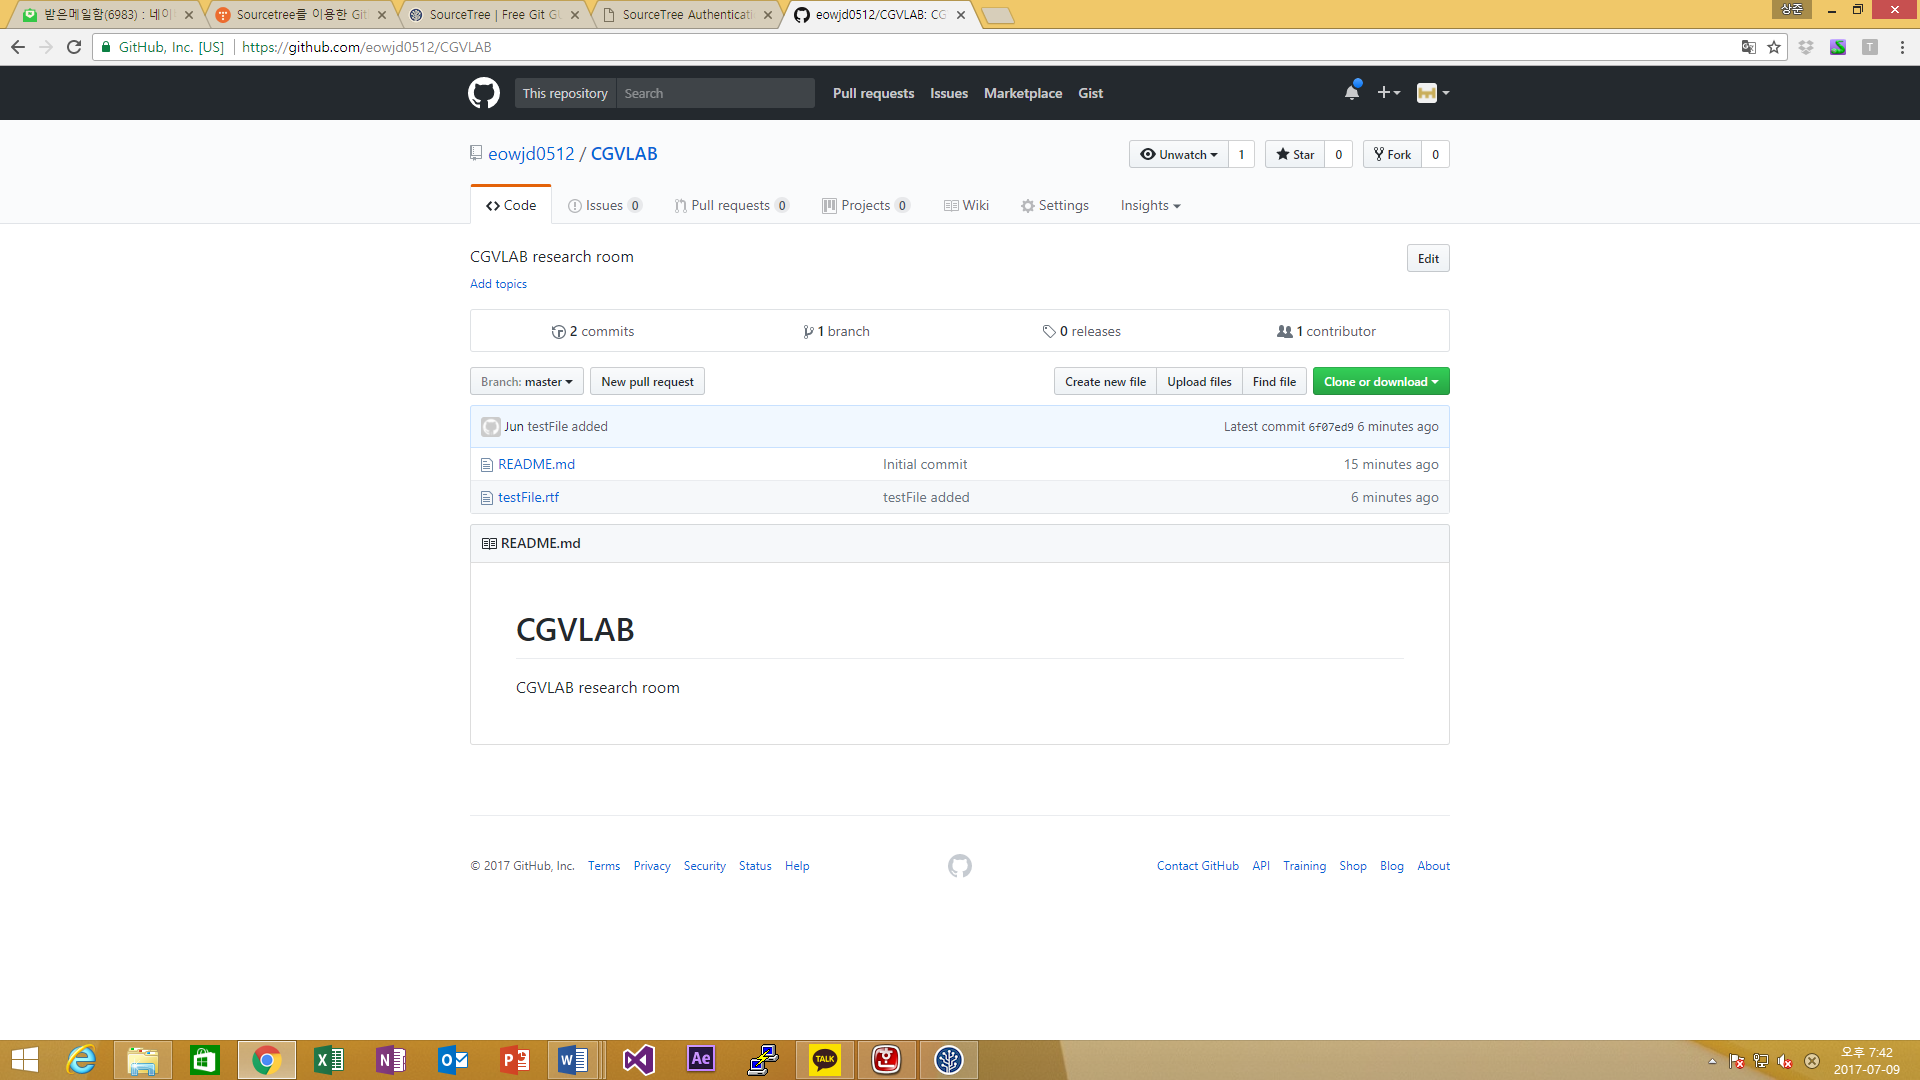 받은메일함(6983) : 네이
Sourcetree를 이용한 Git
SourceTree | Free Git G
SourceTree Authenticati
eowjd0512/CGVLAB: CG
상준
GitHub, Inc. [US] https://github.com/eowjd0512/CGVLAB
This repository Search Pull requests Issues Marketplace Gist
eowjd0512 / CGVLAB
Unwatch 1 Star 0 Fork 0
Code Issues 0 Pull requests 0 Projects 0 Wiki Settings Insights
CGVLAB research room
Edit
Add topics
2 commits 1 branch 0 releases 1 contributor
Branch: master New pull request Create new file Upload files Find file Clone or download
Jun testFile added Latest commit 6f07ed9 6 minutes ago
README.md Initial commit 15 minutes ago
testFile.rtf testFile added 6 minutes ago
README.md
CGVLAB
CGVLAB research room
© 2017 GitHub, Inc. Terms Privacy Security Status Help Contact GitHub API Training Shop Blog About
Ae
TALK
오후 7:42
2017-07-09